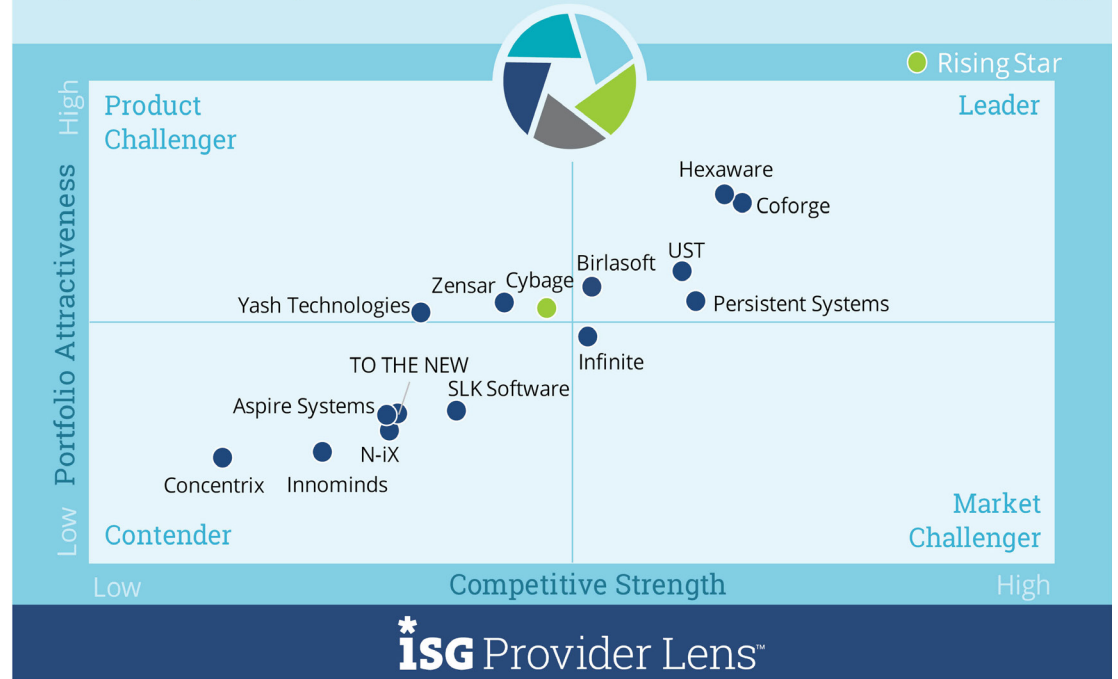 Rising Star
High
Product
Challenger
Leader
Hexaware
Coforge
UST
Birlasoft
Cybage
Zensar
Persistent Systems
Yash Technologies
Portfolio Attractiveness
Infinite
TO THE NEW
SLK Software
Aspire Systems
N-iX
Concentrix
Innominds
Low
Contender
Market
Challenger
Low
Competitive Strength
High
*iSG Provider Lens™